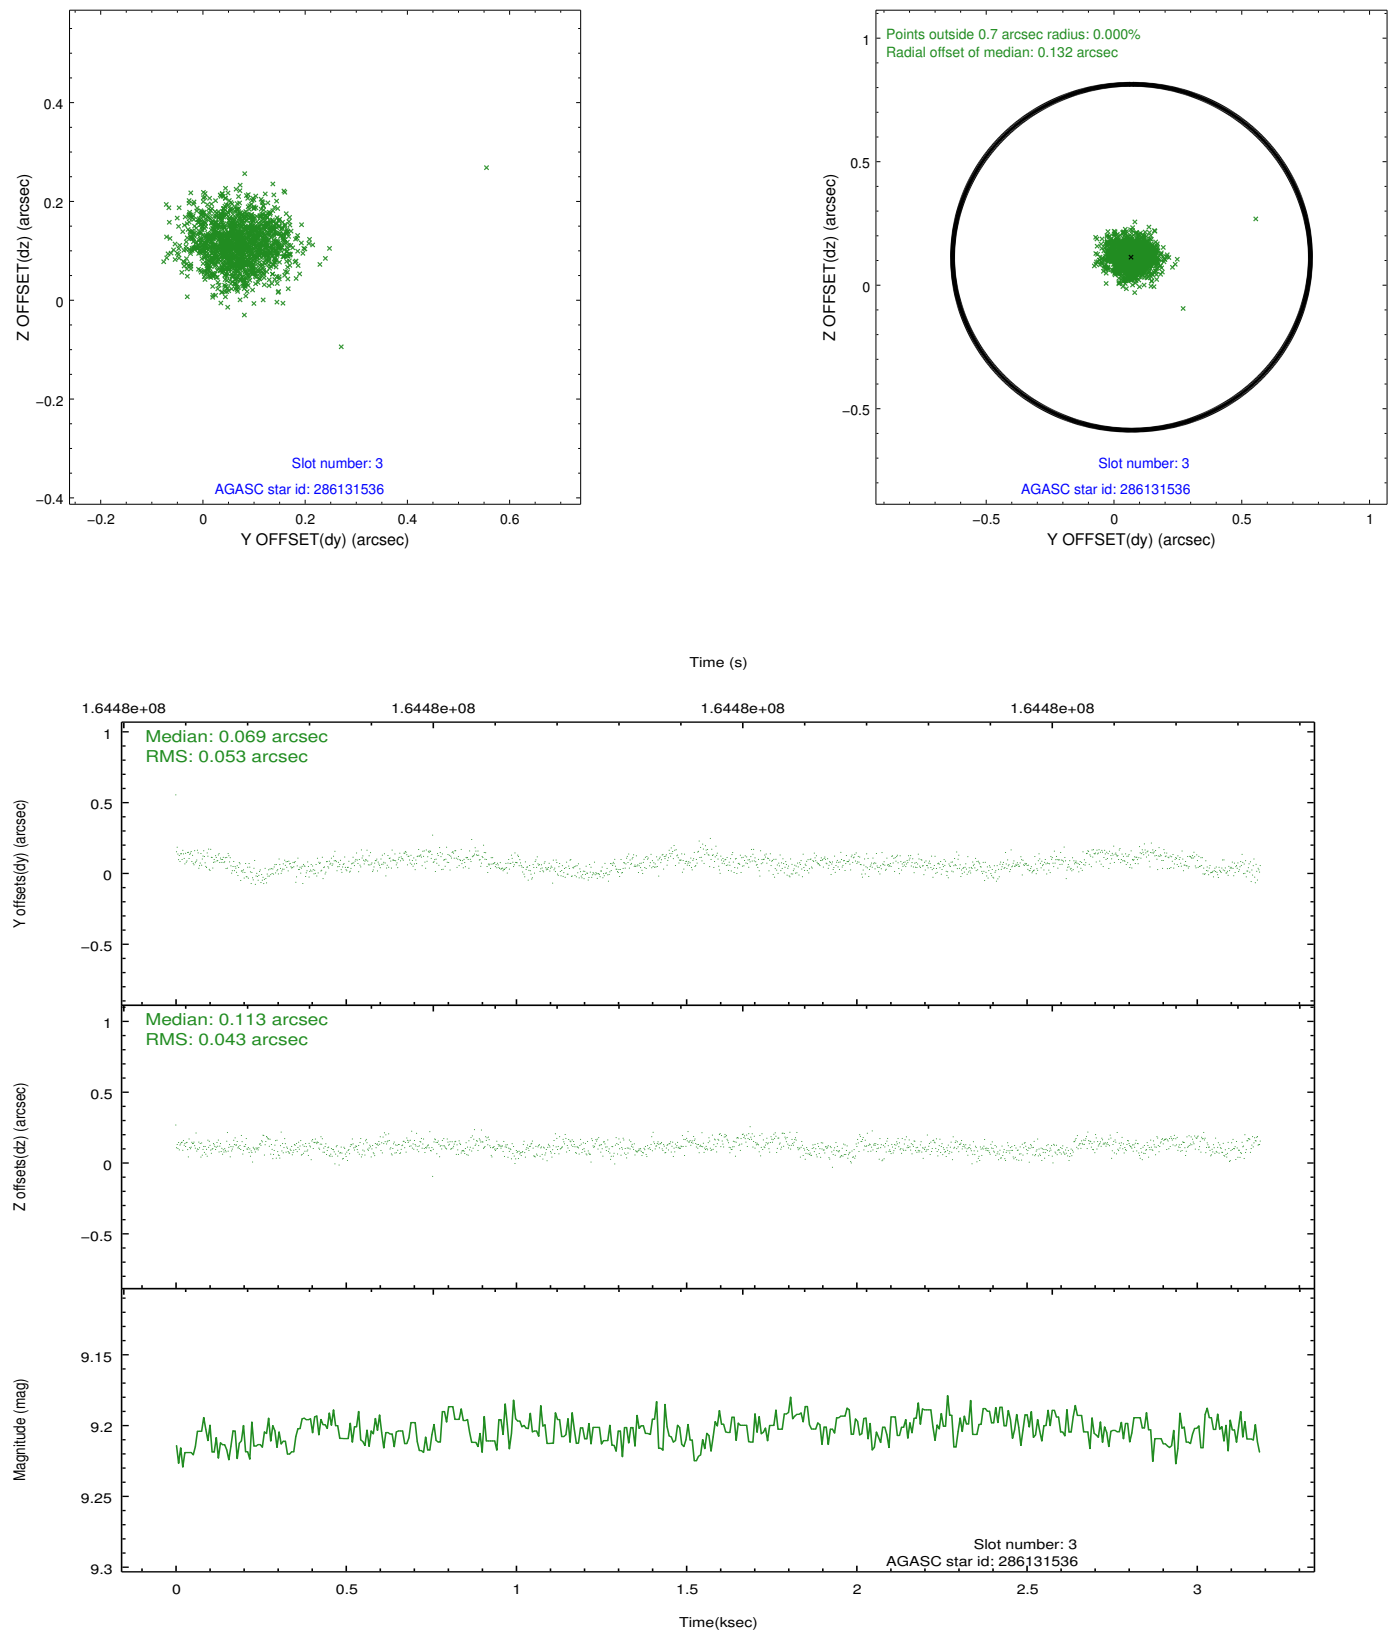 0.4
0.2
0
−0.2
−0.4
−0.2
0
0.2
0.4
0.6
Z OFFSET(dz) (arcsec)
Y OFFSET(dy) (arcsec)
Slot number: 3
AGASC star id: 286131536
Points outside 0.7 arcsec radius: 0.000%
Radial offset of median: 0.132 arcsec
1
0.5
0
−0.5
−0.5
0
0.5
1
Z OFFSET(dz) (arcsec)
Y OFFSET(dy) (arcsec)
Slot number: 3
AGASC star id: 286131536
Time (s)
1.6448e+08
1.6448e+08
1.6448e+08
1.6448e+08
Median: 0.069 arcsec
RMS: 0.053 arcsec
1
0.5
0
−0.5
Y offsets(dy) (arcsec)
Median: 0.113 arcsec
RMS: 0.043 arcsec
1
0.5
0
−0.5
Z offsets(dz) (arcsec)
9.15
9.2
9.25
9.3
Magnitude (mag)
Slot number: 3
AGASC star id: 286131536
0
0.5
1
1.5
2
2.5
3
Time(ksec)